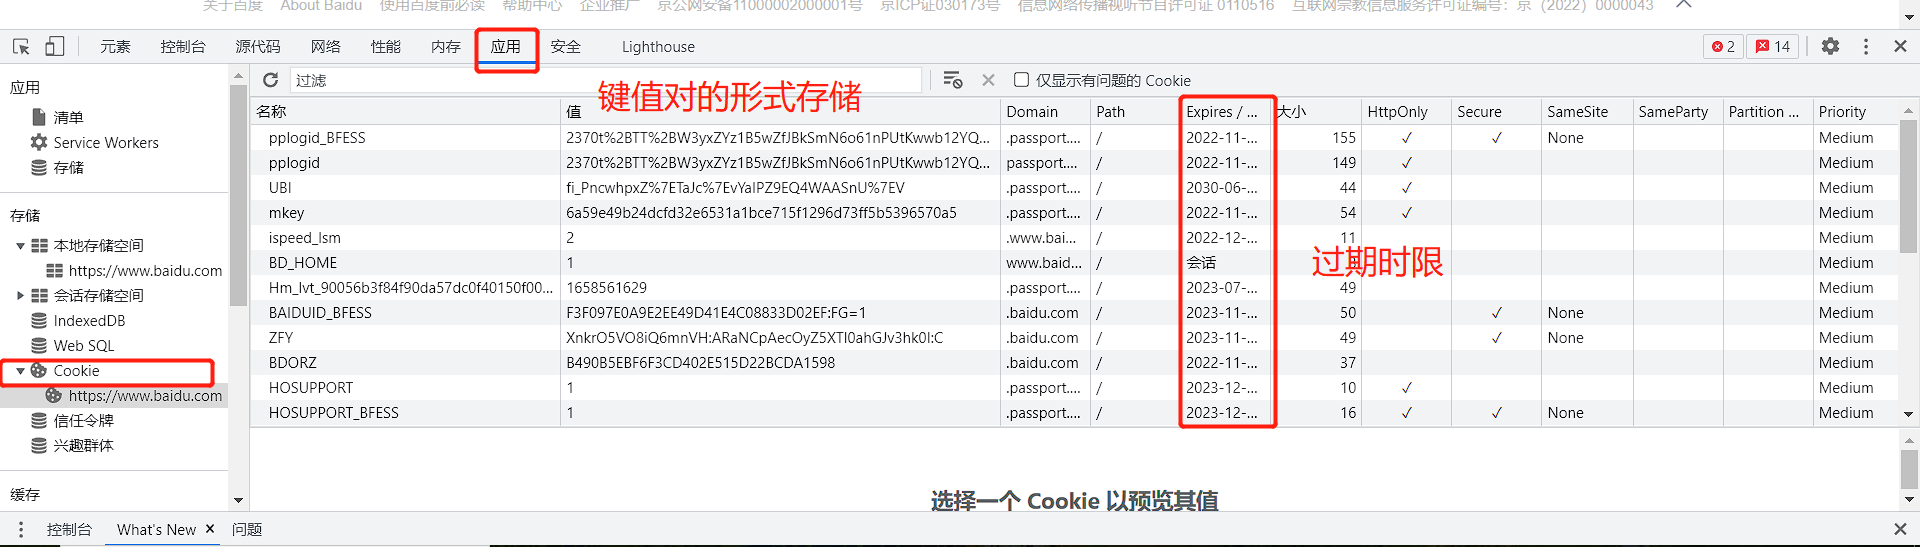 关于百度 About Baidu 使用百度前必读 帮助中心 企业推广 京公网安备11000002000001号 京ICP证030173号 信息网络传播视听节目许可证 0110516 互联网宗教信息服务许可证编号：京（2022）0000043
元素 控制台 源代码 网络 性能 内存 应用 安全 Lighthouse 2 14
应用
清单
Service Workers
存储
存储
本地存储空间
https://www.baidu.com
会话存储空间
IndexedDB
Web SQL
Cookie
https://www.baidu.com
信任令牌
兴趣群体
缓存
过滤 仅显示有问题的 Cookie
键值对的形式存储
名称 值 Domain Path Expires / ... 大小 HttpOnly Secure SameSite SameParty Partition ... Priority
pplogid_BFESS 2370t%2BTT%2BW3yxZYz1B5wZfJBkSmN6o61nPUtKwwb12YQ... .passport.... / 2022-11-... 155 ✓ ✓ None Medium
pplogid 2370t%2BTT%2BW3yxZYz1B5wZfJBkSmN6o61nPUtKwwb12YQ... passport.... / 2022-11-... 149 ✓ Medium
UBI fi_PncwhpxZ%7ETaJc%7EvYaIPZ9EQ4WAASnU%7EV .passport.... / 2030-06-... 44 ✓ Medium
mkey 6a59e49b24dcfd32e6531a1bce715f1296d73ff5b5396570a5 .passport.... / 2022-11-... 54 ✓ Medium
ispeed_lsm 2 .www.bai... / 2022-12-... 11 Medium
BD_HOME 1 www.baid... / 会话 Medium
过期时限
Hm_lvt_90056b3f84f90da57dc0f40150f00... 1658561629 .passport.... / 2023-07-... 49 Medium
BAIDUID_BFESS F3F097E0A9E2EE49D41E4C08833D02EF:FG=1 .baidu.com / 2023-11-... 50 ✓ None Medium
ZFY XnkrO5VO8iQ6mnVH:ARaNCpAecOyZ5XTI0ahGJv3hk0I:C .baidu.com / 2023-11-... 49 ✓ None Medium
BDORZ B490B5EBF6F3CD402E515D22BCDA1598 .baidu.com / 2022-11-... 37 Medium
HOSUPPORT 1 .passport.... / 2023-12-... 10 ✓ Medium
HOSUPPORT_BFESS 1 .passport.... / 2023-12-... 16 ✓ ✓ None Medium
选择一个 Cookie 以预览其值
控制台 What's New 问题